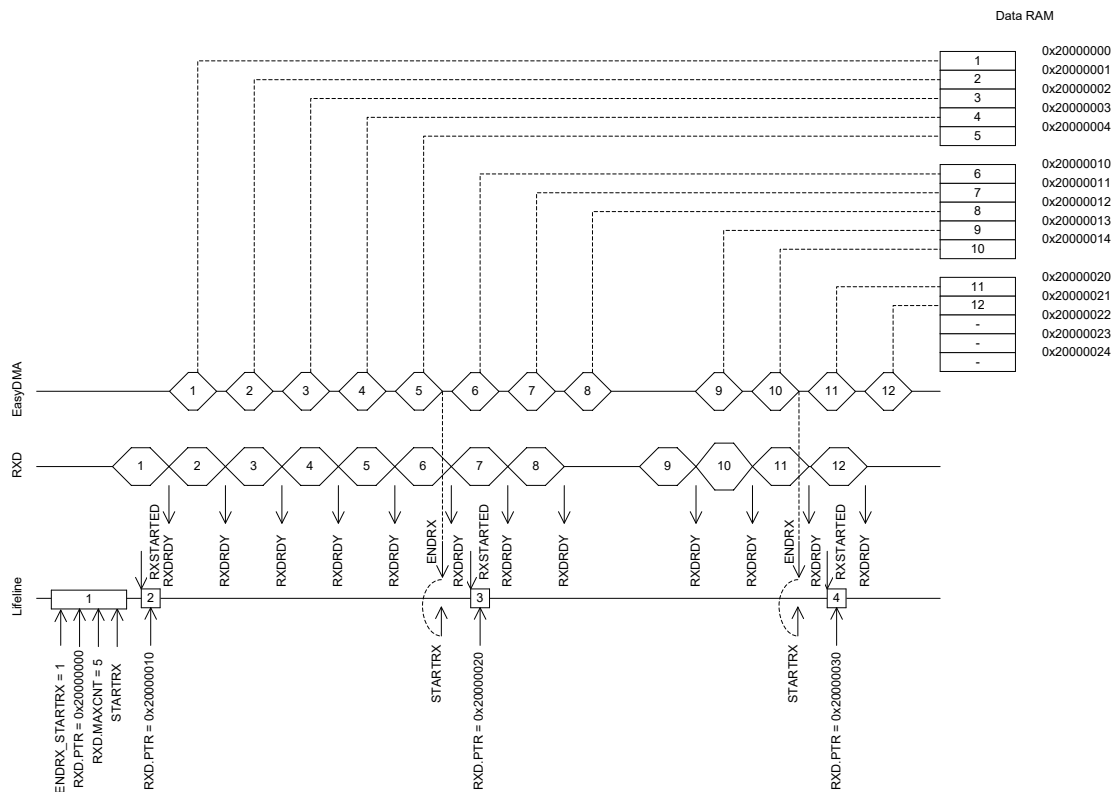 Data RAM
1 0x20000000
2 0x20000001
3 0x20000002
4 0x20000003
5 0x20000004
6 0x20000010
7 0x20000011
8 0x20000012
9 0x20000013
10 0x20000014
11 0x20000020
12 0x20000021
- 0x20000022
- 0x20000023
- 0x20000024
EasyDMA
1 2 3 4 5 6 7 8 9 10 11 12
RXD
1 2 3 4 5 6 7 8 9 10 11 12
RXSTARTED
RXDRDY
RXDRDY
RXDRDY
RXDRDY
RXDRDY
ENDRX
RXDRDY
RXSTARTED
RXDRDY
RXDRDY
RXDRDY
RXDRDY
ENDRX
RXDRDY
RXSTARTED
RXDRDY
Lifeline
1 2 3 4
ENDRX_STARTRX = 1
RXD.PTR = 0x20000000
RXD.MAXCNT = 5
STARTRX
RXD.PTR = 0x20000010
STARTRX
RXD.PTR = 0x20000020
STARTRX
RXD.PTR = 0x20000030